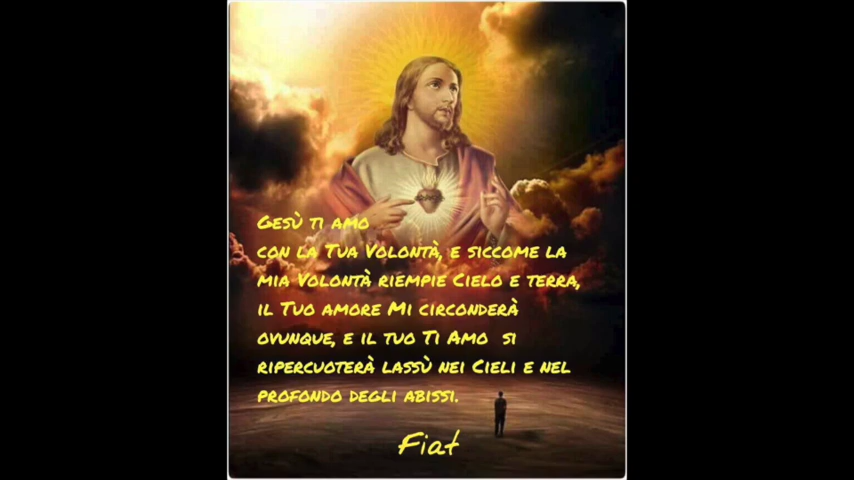 Gesù ti amo
con la Tua Volontà, e siccome la
mia Volontà riempie Cielo e terra,
il Tuo amore Mi circonderà
ovunque, e il tuo Ti Amo si
ripercuoterà lassù nei Cieli e nel
profondo degli abissi.
Fiat